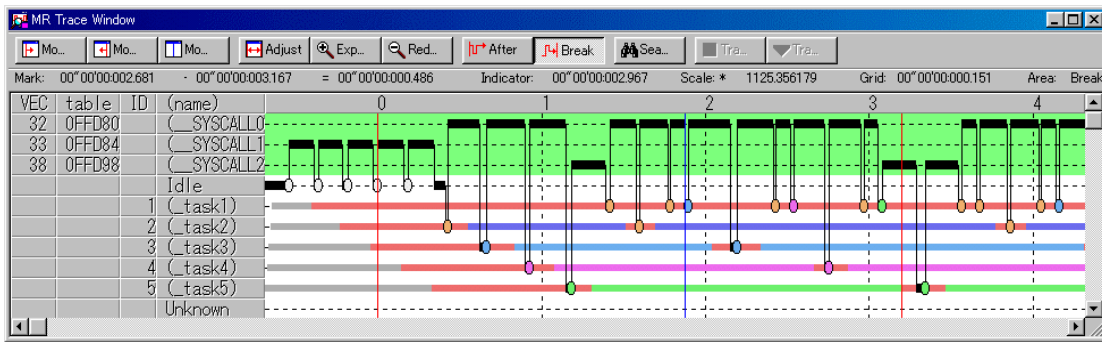 MR Trace Window
Mo... Mo... Mo... Adjust Exp... Red... After Break Sea... Tra... Tra...
Mark: 00"00'00:002.681 - 00"00'00:003.167 = 00"00'00:000.486 Indicator: 00"00'00:002.967 Scale: * 1125.356179 Grid: 00"00'00:000.151 Area: Break
VEC table ID (name) 0 1 2 3 4
32 0FFD80 (__SYSCALL0
33 0FFD84 (__SYSCALL1
38 0FFD98 (__SYSCALL2
Idle
1 (_task1)
2 (_task2)
3 (_task3)
4 (_task4)
5 (_task5)
Unknown